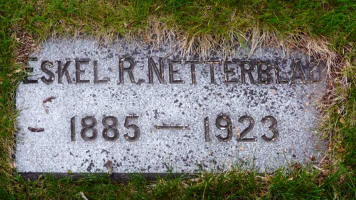 ESKEL R. NETTERBLAD
1885 — 1923